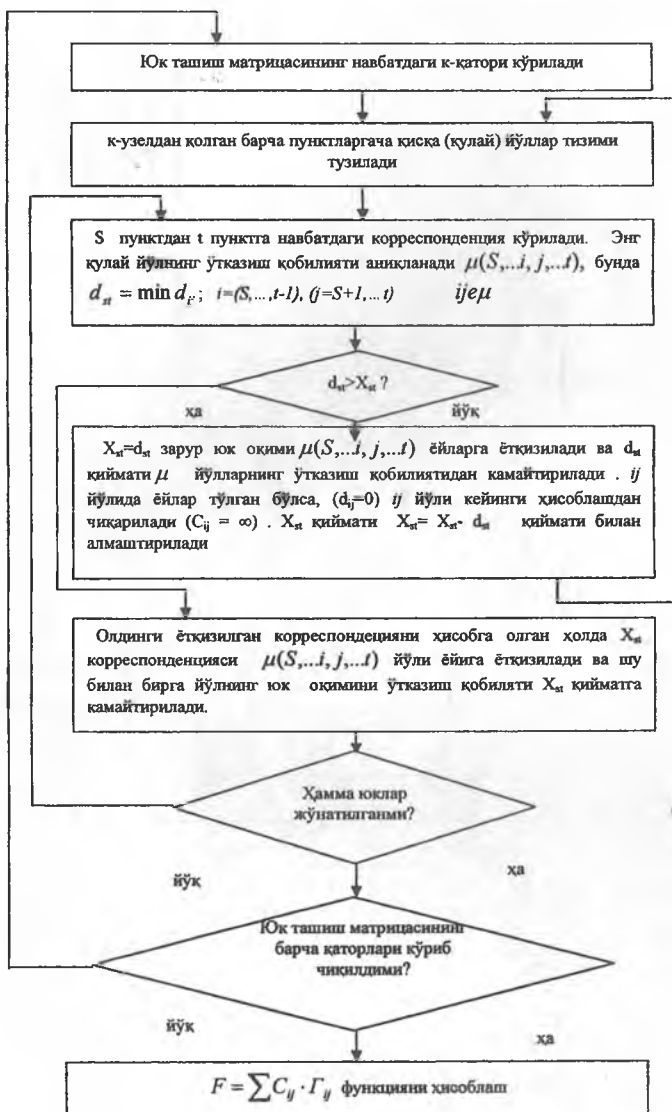 Юк ташиш матрицасининг навбатдаги к-қатори кўрилади
к-узелдан қолган барча пунктларгача қисқа (қулай) йўллар тизими
тузилади
S пунктдан t пунктга навбатдаги корреспонденция кўрилади. Энг
қулай йўлнинг ўтказиш қобилияти аниқланади μ(S,...i, j,...t), бунда
d_st = min d_i'; i=(S,...,t-1), (j=S+1,... t) ijeμ
d_st>X_st ?
ҳа йўқ
X_st=d_st зарур юк оқими μ(S,...i, j,...t) ёйларга ётқизилади ва d_st
қиймати μ йўлларнинг ўтказиш қобилиятидан камайтирилади . ij
йўлида ёйлар тўлган бўлса, (d_ij=0) ij йўли кейинги ҳисоблашдан
чиқарилади (C_ij = ∞) . X_st қиймати X_st= X_st- d_st қиймати билан
алмаштирилади
Олдинги ётқизилган корреспондецияни ҳисобга олган ҳолда X_st
корреспонденцияси μ(S,...i, j,...t) йўли ёйига ётқизилади ва шу
билан бирга йўлнинг юк оқимини ўтказиш қобиляти X_st қийматга
камайтирилади.
Ҳамма юклар
жўнатилганми?
йўқ ҳа
Юк ташиш матрицасининг
барча қаторлари кўриб
чиқилдими?
йўқ ҳа
F = ∑ C_ij · Г_ij функцияни ҳисоблаш